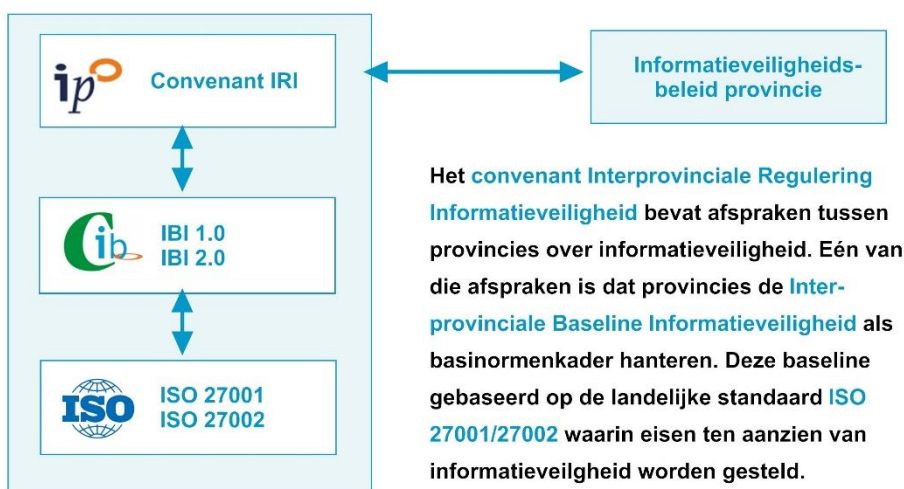 ipo
Convenant IRI
Informatieveiligheids-
beleid provincie
Cib
IBI 1.0
IBI 2.0
ISO
ISO 27001
ISO 27002
Het convenant Interprovinciale Regulering
Informatieveiligheid bevat afspraken tussen
provincies over informatieveiligheid. Eén van
die afspraken is dat provincies de Inter-
provinciale Baseline Informatieveiligheid als
basinormenkader hanteren. Deze baseline
gebaseerd op de landelijke standaard ISO
27001/27002 waarin eisen ten aanzien van
informatieveilgheid worden gesteld.